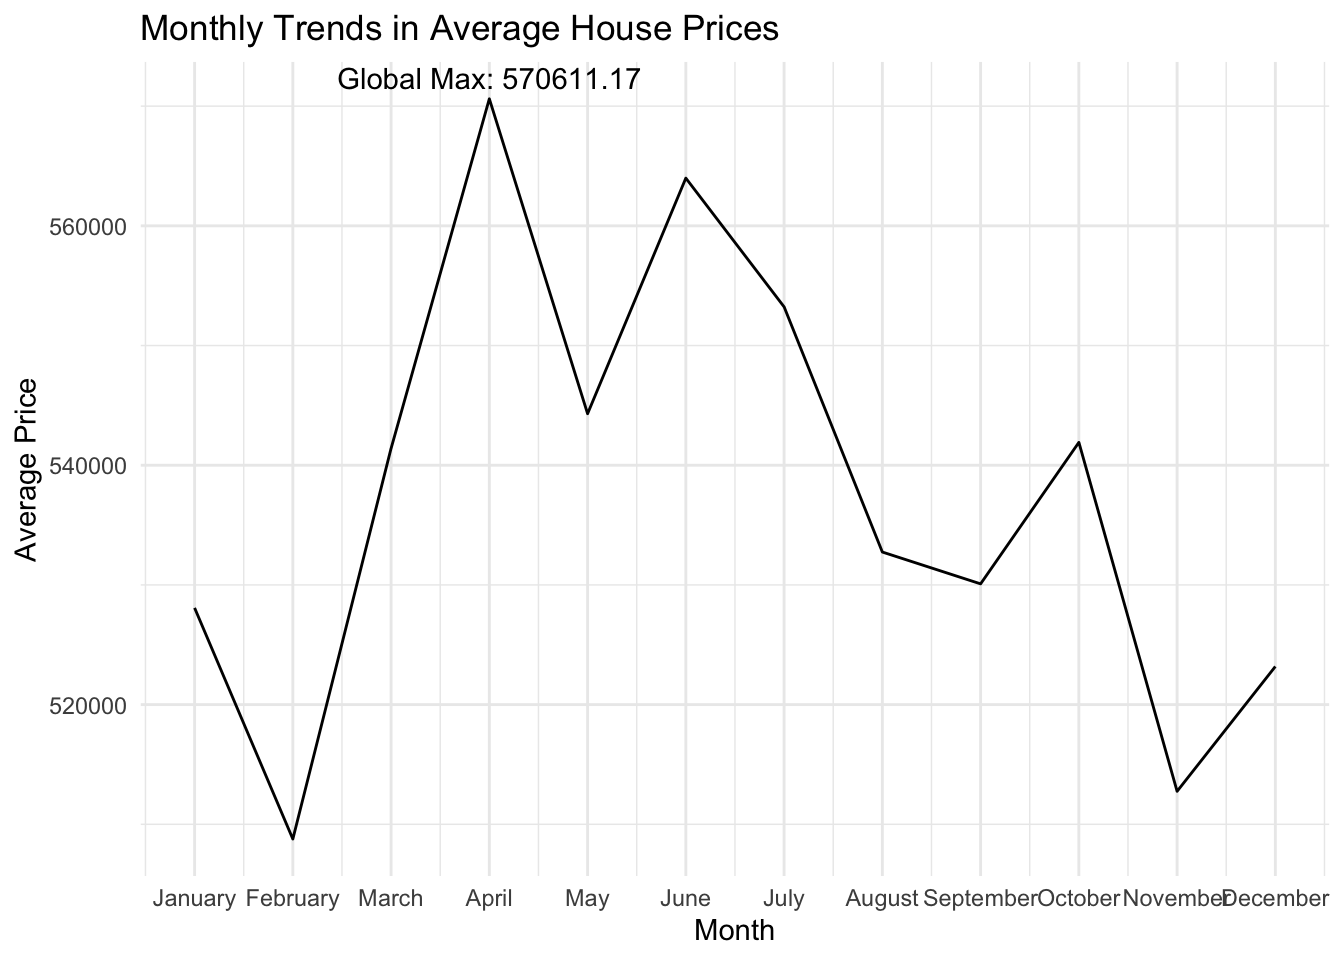 Monthly Trends in Average House Prices
Global Max: 570611.17
560000
540000
520000
Average Price
January February March April May June July August September October November December
Month